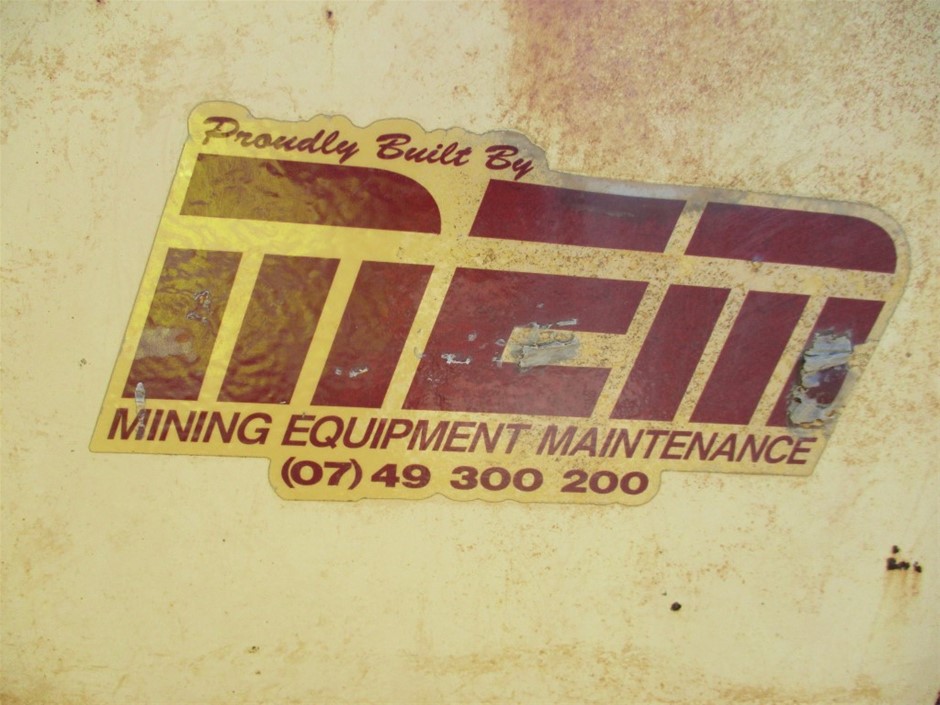 Proudly Built By
MEM
MINING EQUIPMENT MAINTENANCE
(07) 49 300 200